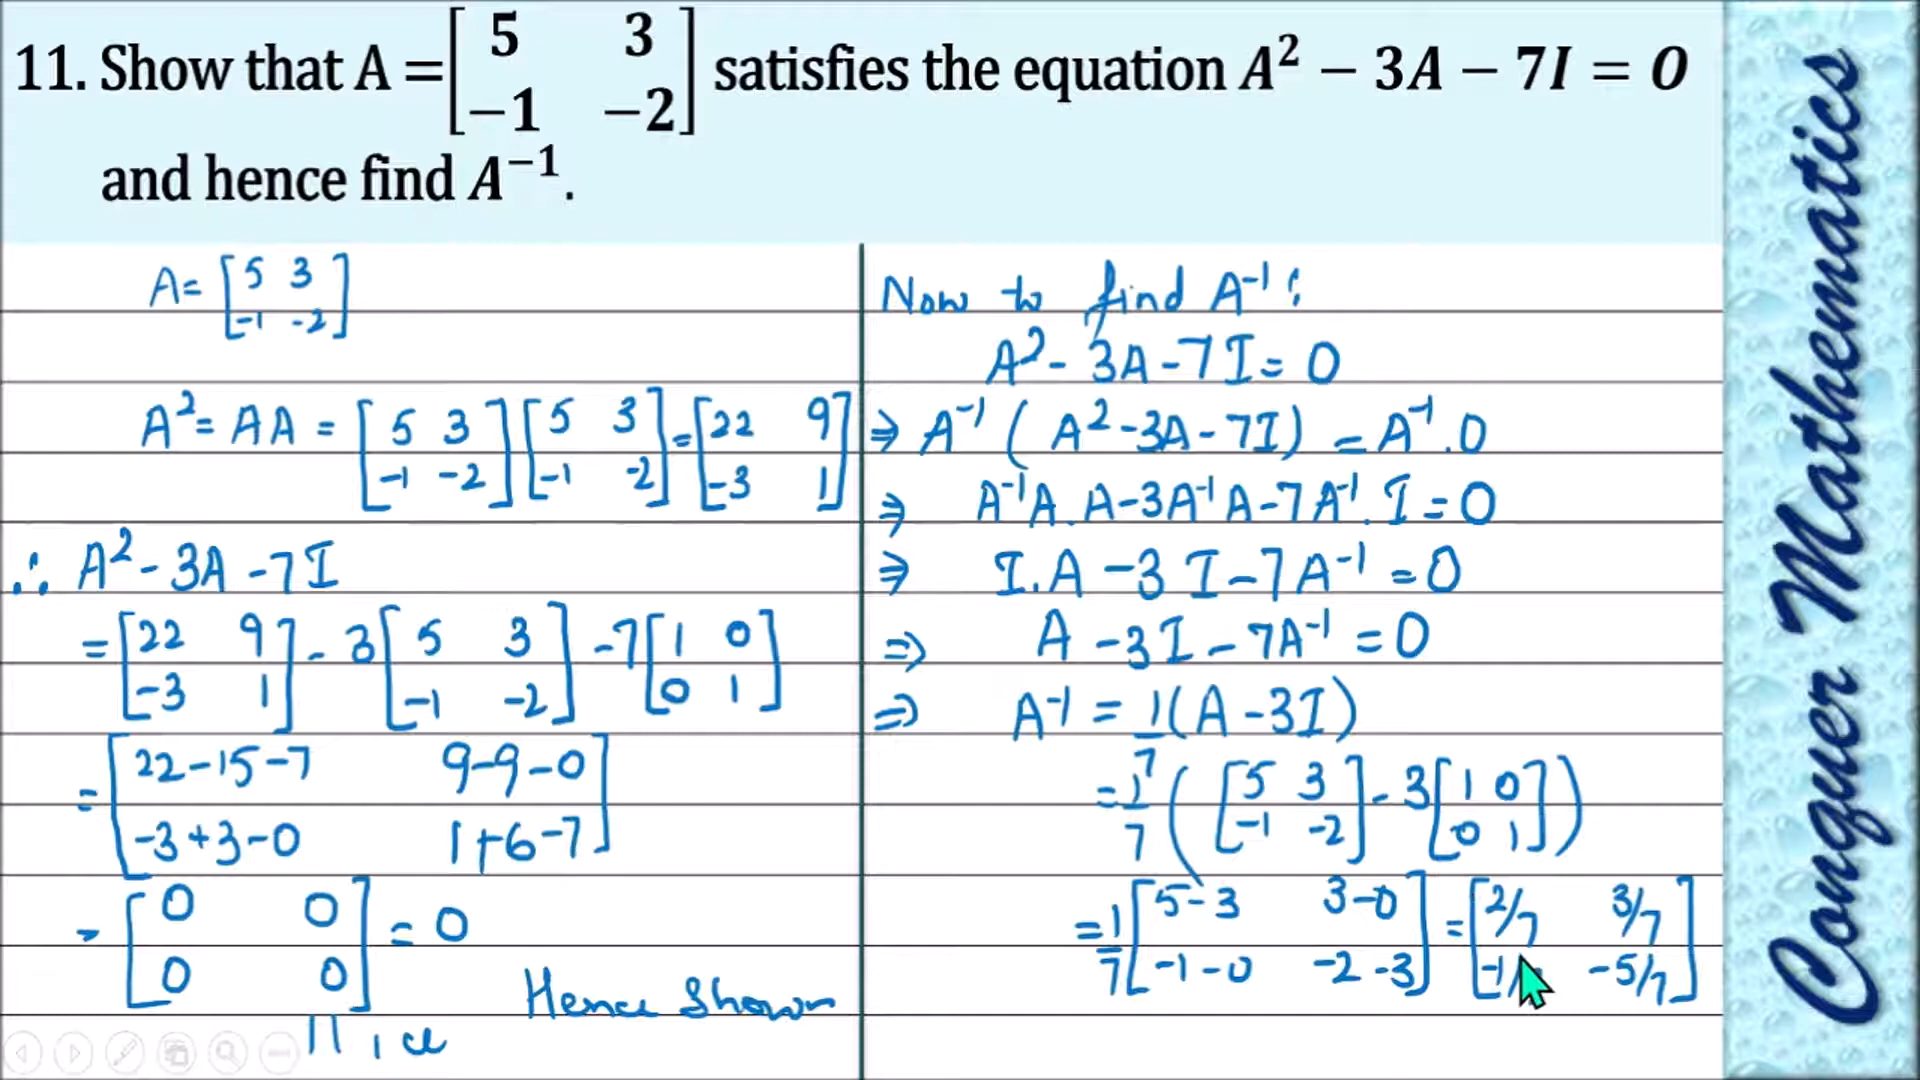 11. Show that A = [5 3; −1 −2] satisfies the equation A² − 3A − 7I = O
and hence find A⁻¹.
A = [5 3; -1 -2]
A² = AA = [5 3; -1 -2] [5 3; -1 -2] = [22 9; -3 1]
∴ A² - 3A - 7I
= [22 9; -3 1] - 3 [5 3; -1 -2] - 7 [1 0; 0 1]
= [22-15-7 9-9-0; -3+3-0 1+6-7]
= [0 0; 0 0] = 0
Hence Shown
Now to find A⁻¹:
A² - 3A - 7I = 0
⇒ A⁻¹ ( A² - 3A - 7I ) = A⁻¹ . 0
⇒ A⁻¹A . A - 3A⁻¹A - 7A⁻¹ . I = 0
⇒ I . A - 3 I - 7A⁻¹ = 0
⇒ A - 3I - 7A⁻¹ = 0
⇒ A⁻¹ = 1/7 (A - 3I)
= 1/7 ( [5 3; -1 -2] - 3 [1 0; 0 1] )
= 1/7 [5-3 3-0; -1-0 -2-3] = [2/7 3/7; -1/ -5/7]
Conquer Mathematics